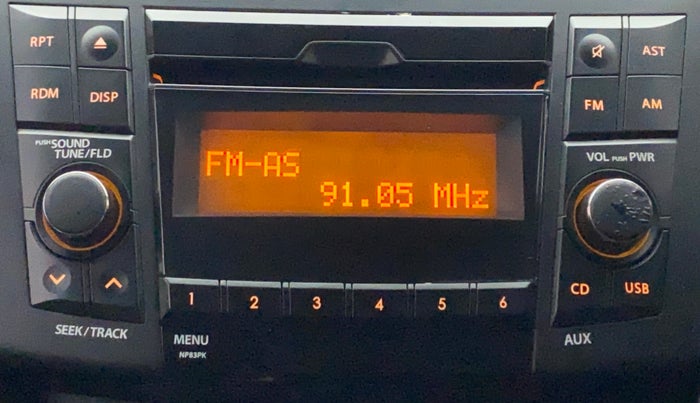 RPT
RDM DISP
PUSH SOUND
TUNE/FLD
SEEK/TRACK
FM-AS
91.05 MHz
1 2 3 4 5 6
MENU
NP83PK
AST
FM AM
VOL PUSH PWR
CD USB
AUX